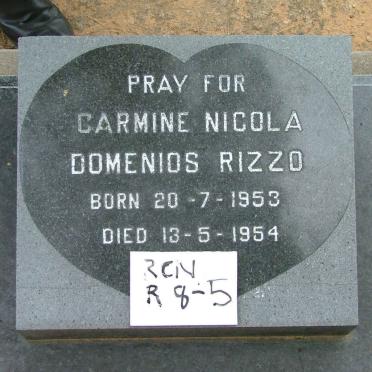 PRAY FOR
CARMINE NICOLA
DOMENIOS RIZZO
BORN 20-7-1953
DIED 13-5-1954
RCN
R 8-5